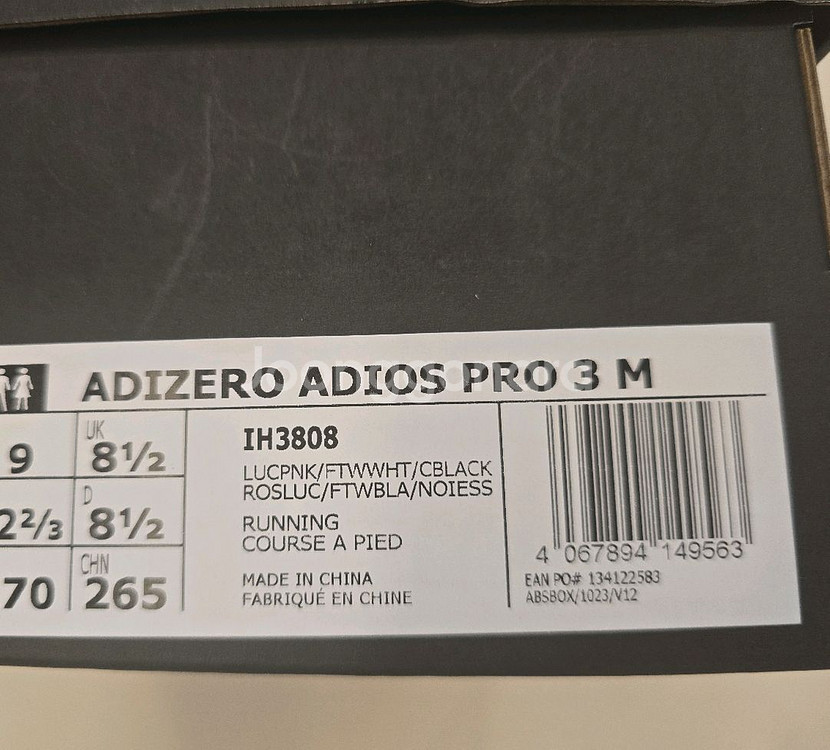 ADIZERO ADIOS PRO 3 M
9
UK
8½
2⅔
D
8½
70
CHN
265
IH3808
LUCPNK/FTWWHT/CBLACK
ROSLUC/FTWBLA/NOIESS
RUNNING
COURSE A PIED
MADE IN CHINA
FABRIQUÉ EN CHINE
4 067894 149563
EAN PO# 134122583
ABSBOX/1023/V12